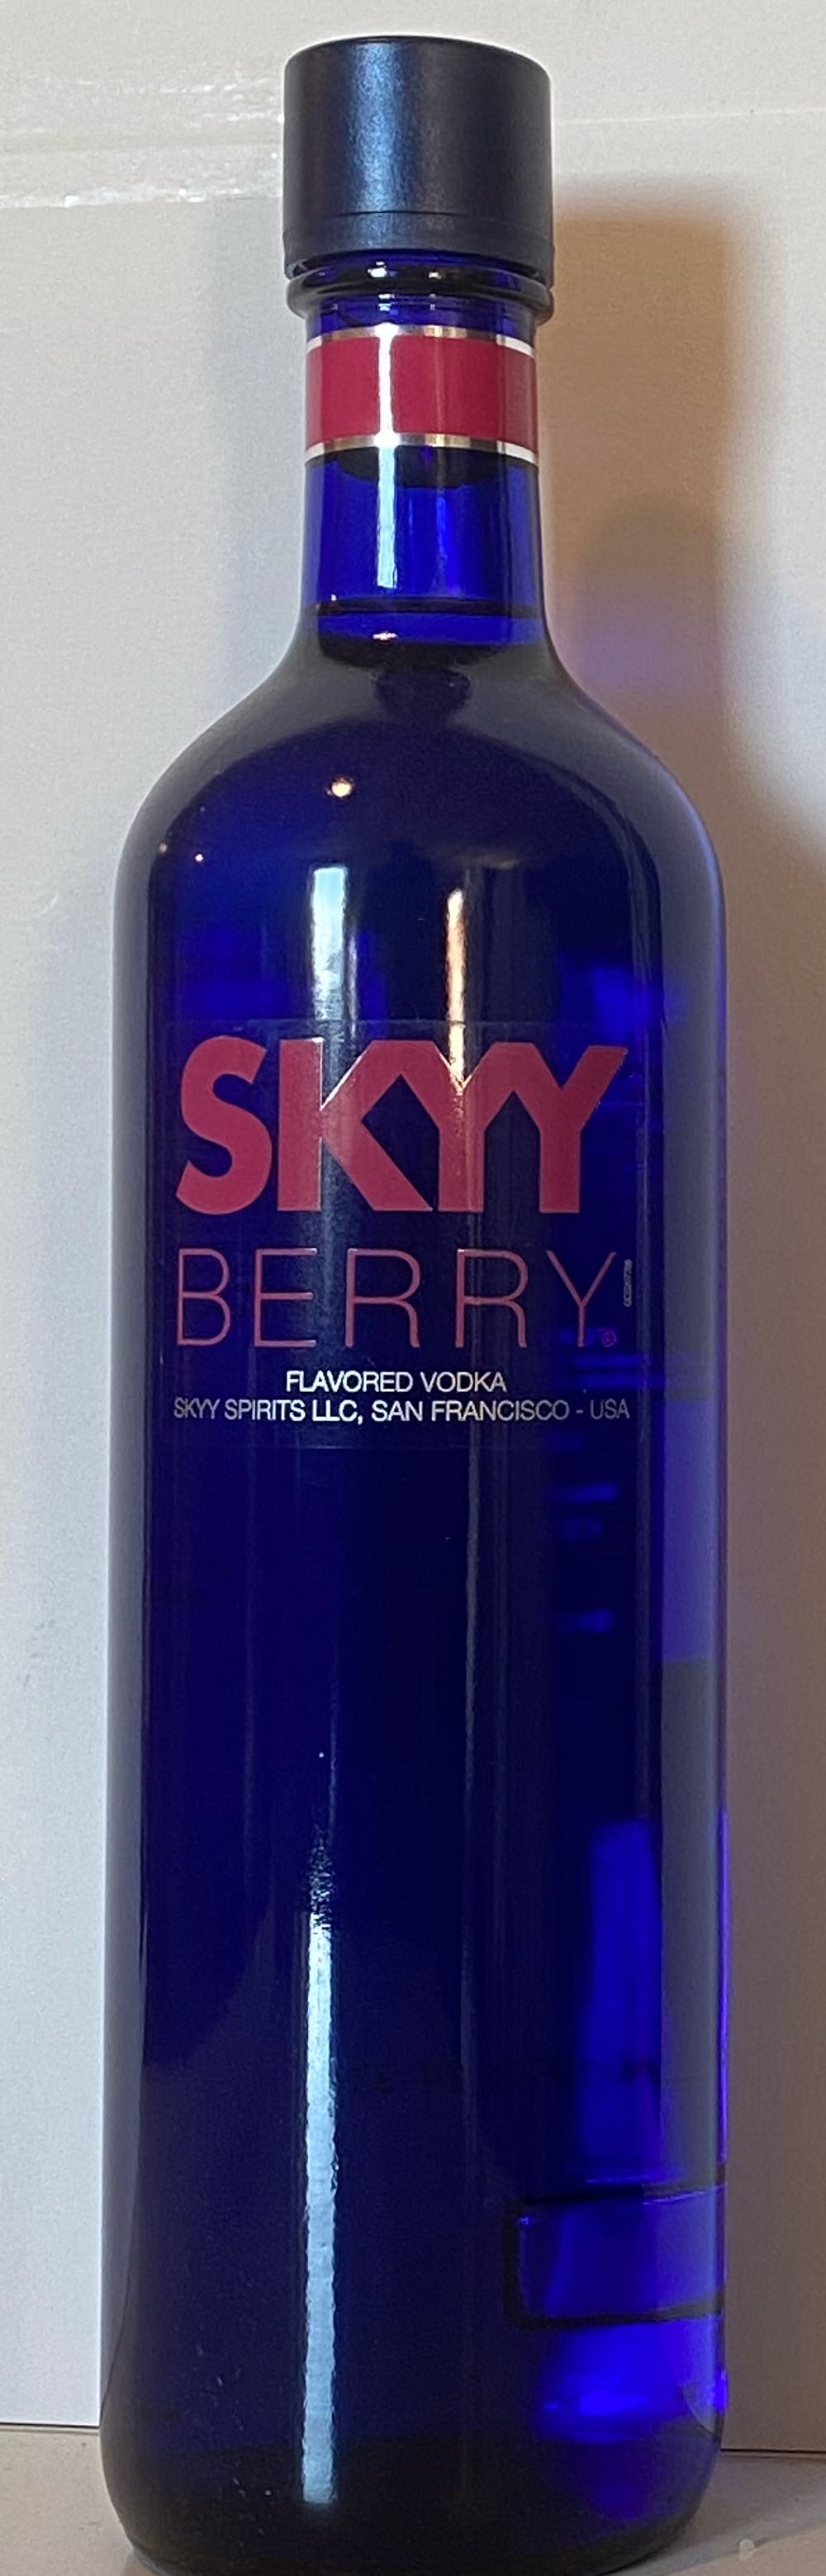 SKYY
BERRY®
FLAVORED VODKA
SKYY SPIRITS LLC, SAN FRANCISCO - USA